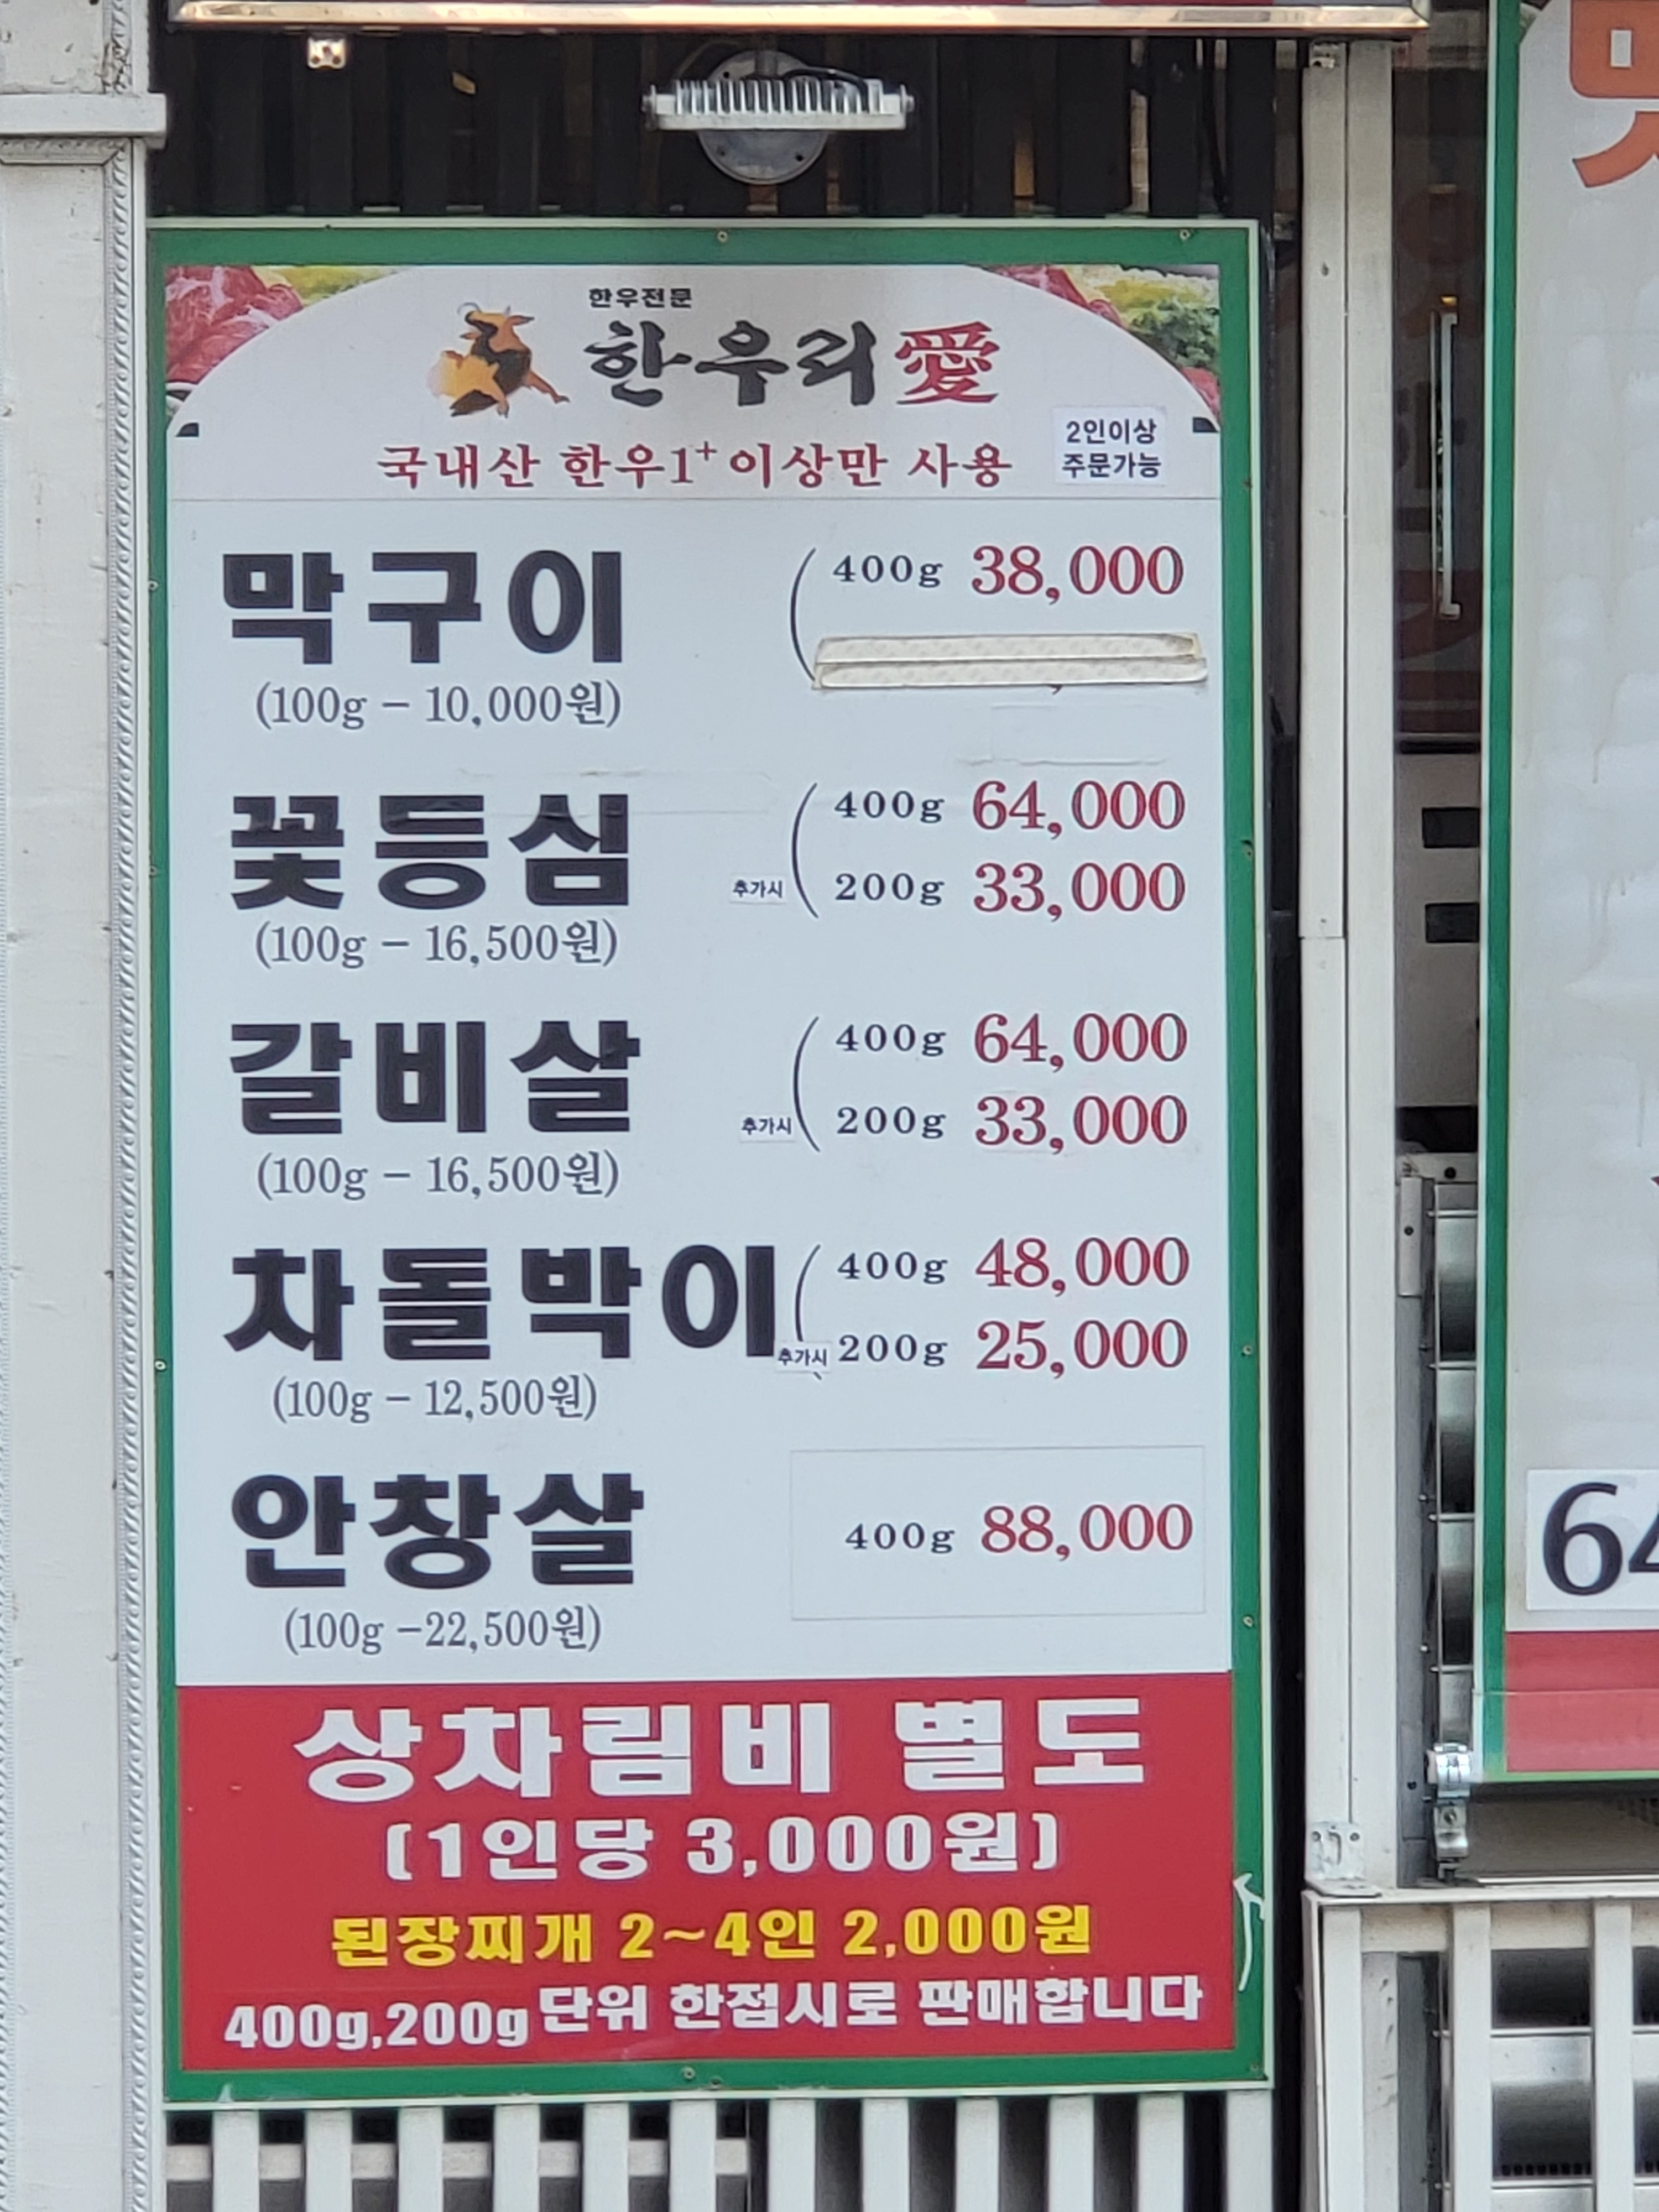 한우전문
한우리愛
국내산 한우1+이상만 사용
2인이상
주문가능
막구이
400g 38,000
(100g – 10,000원)
꽃등심
400g 64,000
추가시 200g 33,000
(100g – 16,500원)
갈비살
400g 64,000
추가시 200g 33,000
(100g – 16,500원)
차돌박이
400g 48,000
추가시 200g 25,000
(100g – 12,500원)
안창살
400g 88,000
(100g –22,500원)
상차림비 별도
(1인당 3,000원)
된장찌개 2~4인 2,000원
400g,200g단위 한접시로 판매합니다